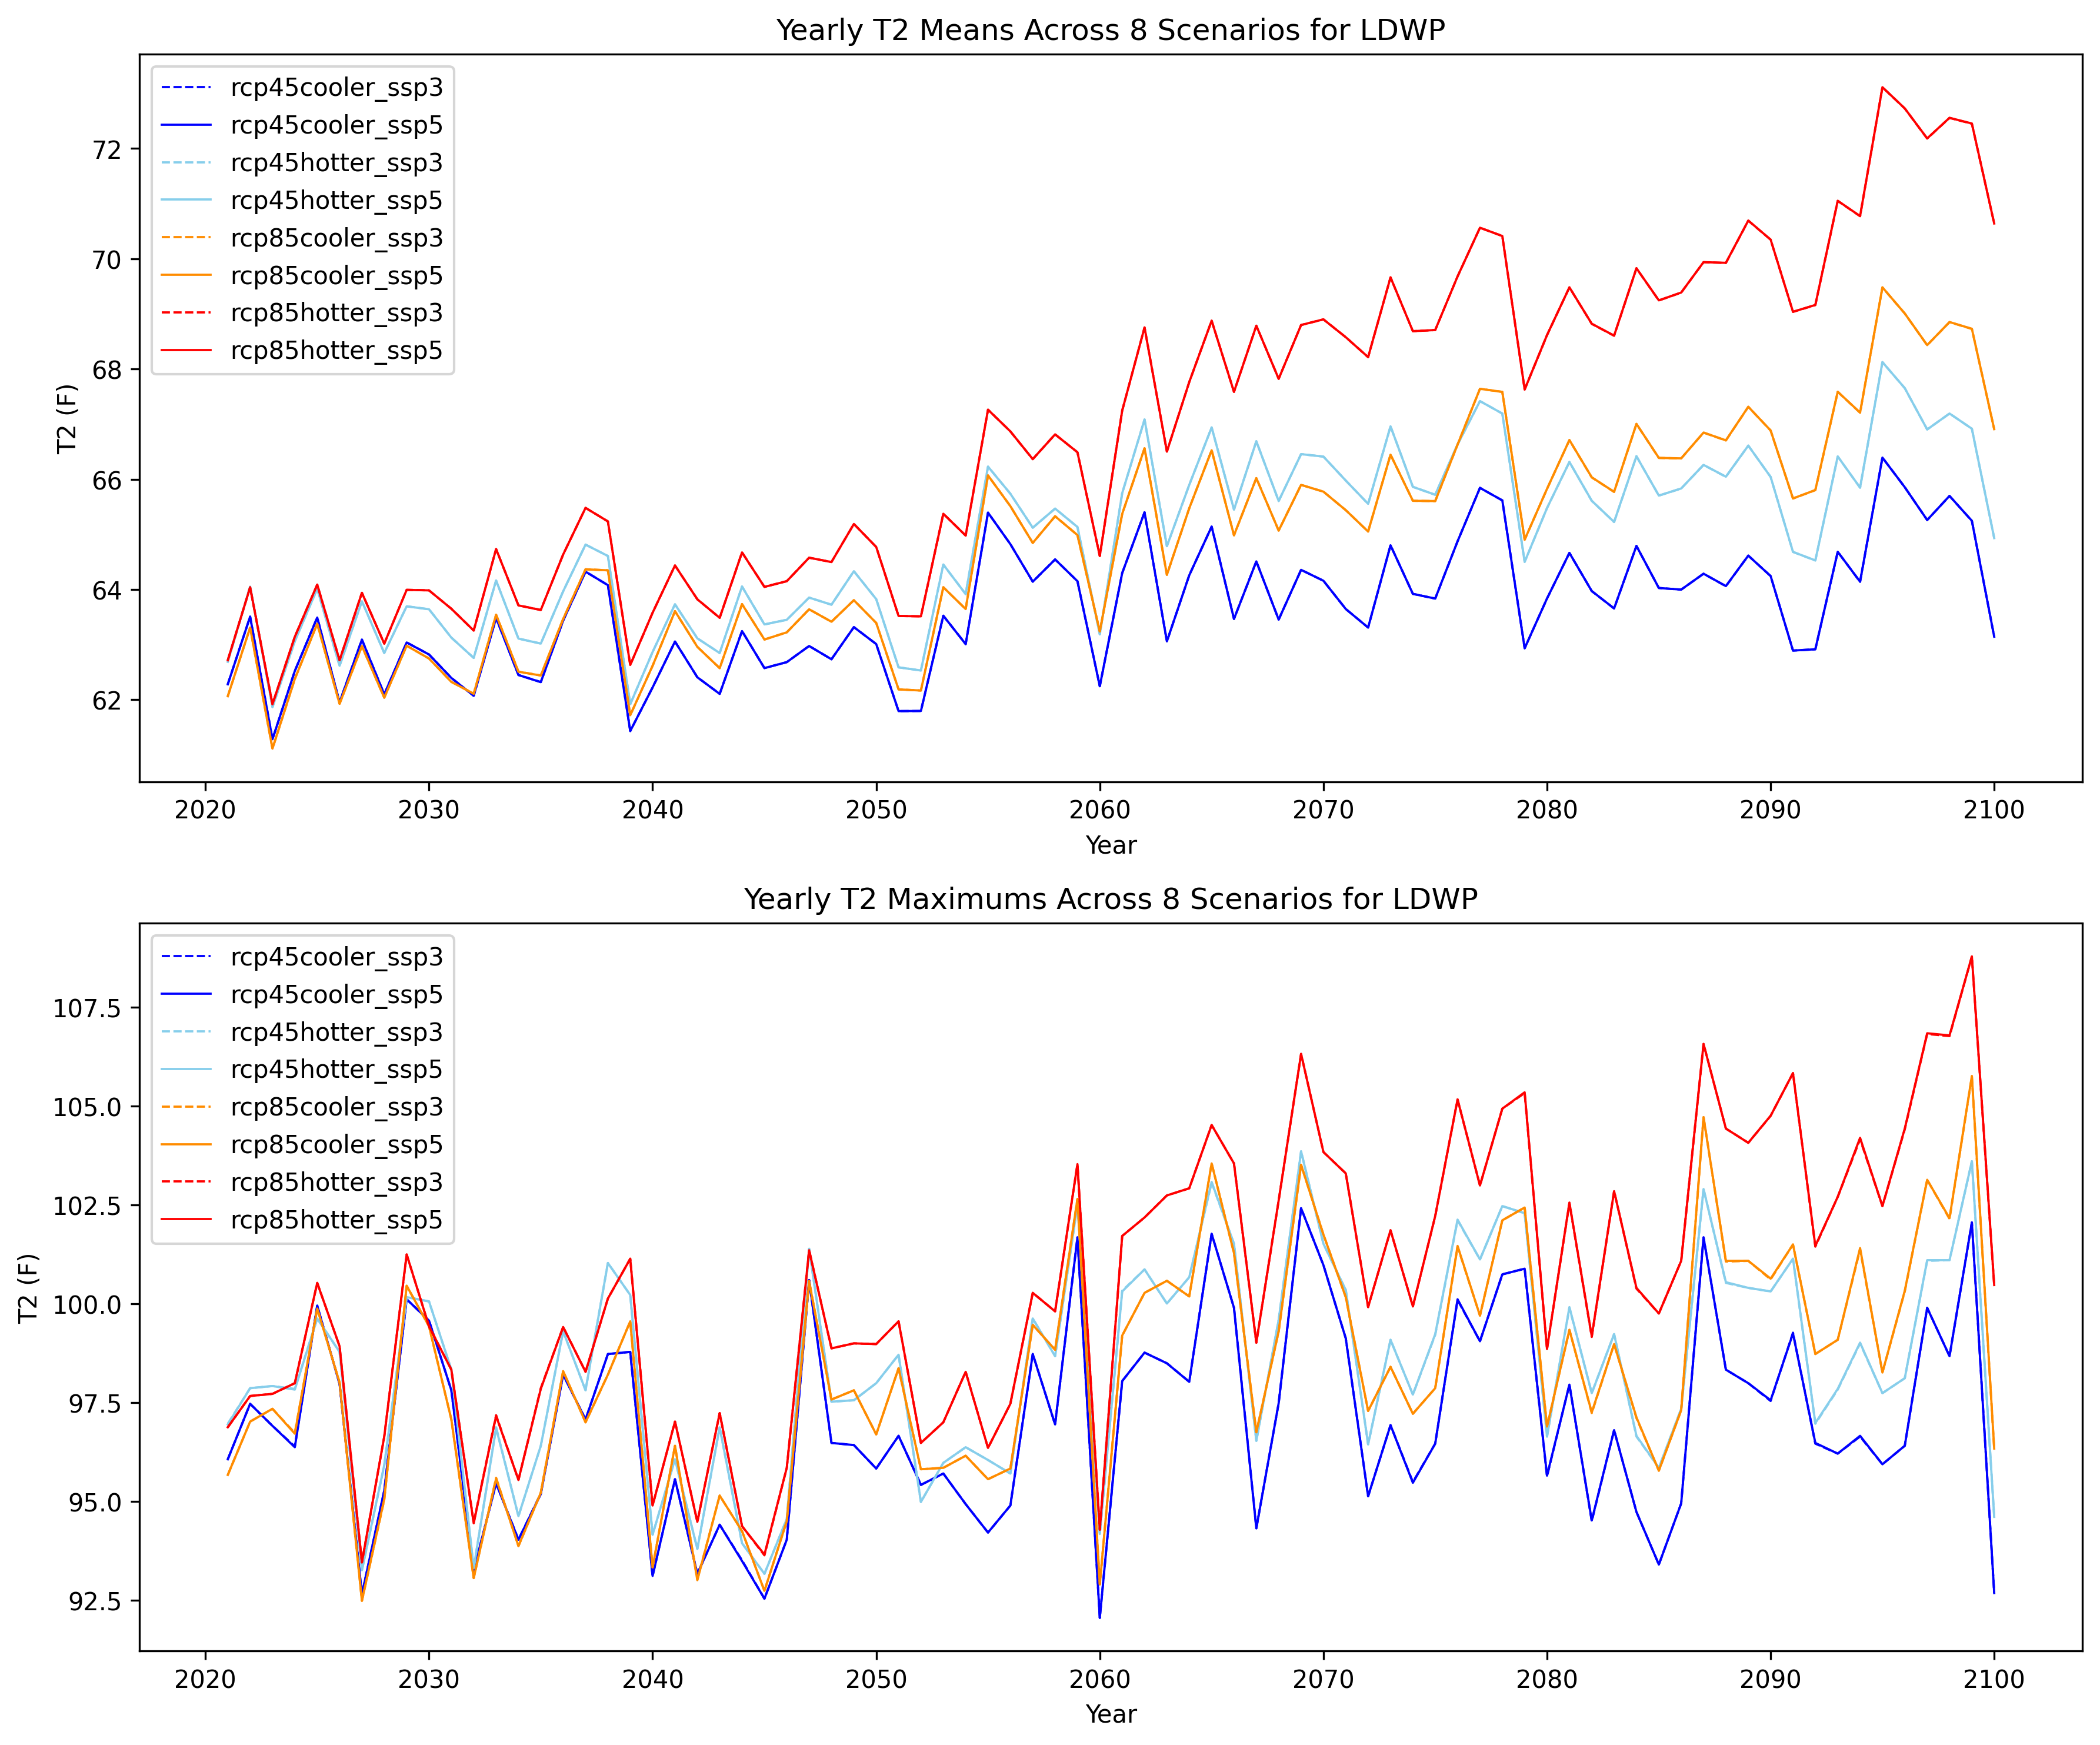 Yearly T2 Means Across 8 Scenarios for LDWP
rcp45cooler_ssp3
rcp45cooler_ssp5
rcp45hotter_ssp3
rcp45hotter_ssp5
rcp85cooler_ssp3
rcp85cooler_ssp5
rcp85hotter_ssp3
rcp85hotter_ssp5
T2 (F)
72
70
68
66
64
62
2020 2030 2040 2050 2060 2070 2080 2090 2100
Year
Yearly T2 Maximums Across 8 Scenarios for LDWP
rcp45cooler_ssp3
rcp45cooler_ssp5
rcp45hotter_ssp3
rcp45hotter_ssp5
rcp85cooler_ssp3
rcp85cooler_ssp5
rcp85hotter_ssp3
rcp85hotter_ssp5
T2 (F)
107.5
105.0
102.5
100.0
97.5
95.0
92.5
2020 2030 2040 2050 2060 2070 2080 2090 2100
Year